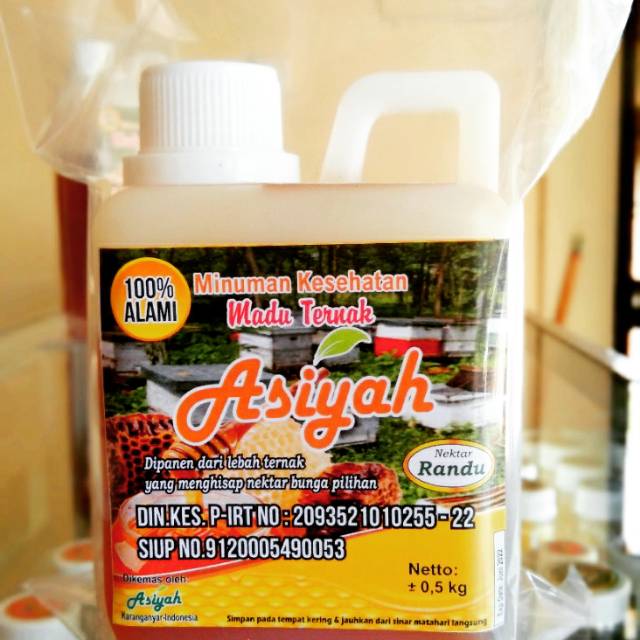 100%
ALAMI
Minuman Kesehatan
Madu Ternak
Asiyah
Dipanen dari lebah ternak
yang menghisap nektar bunga pilihan
Nektar
Randu
DIN.KES. P-IRT NO : 2093521010255 - 22
SIUP NO.9120005490053
Netto:
± 0,5 kg
Dikemas oleh:
Asiyah
Karanganyar-Indonesia
Simpan pada tempat kering & jauhkan dari sinar matahari langsung